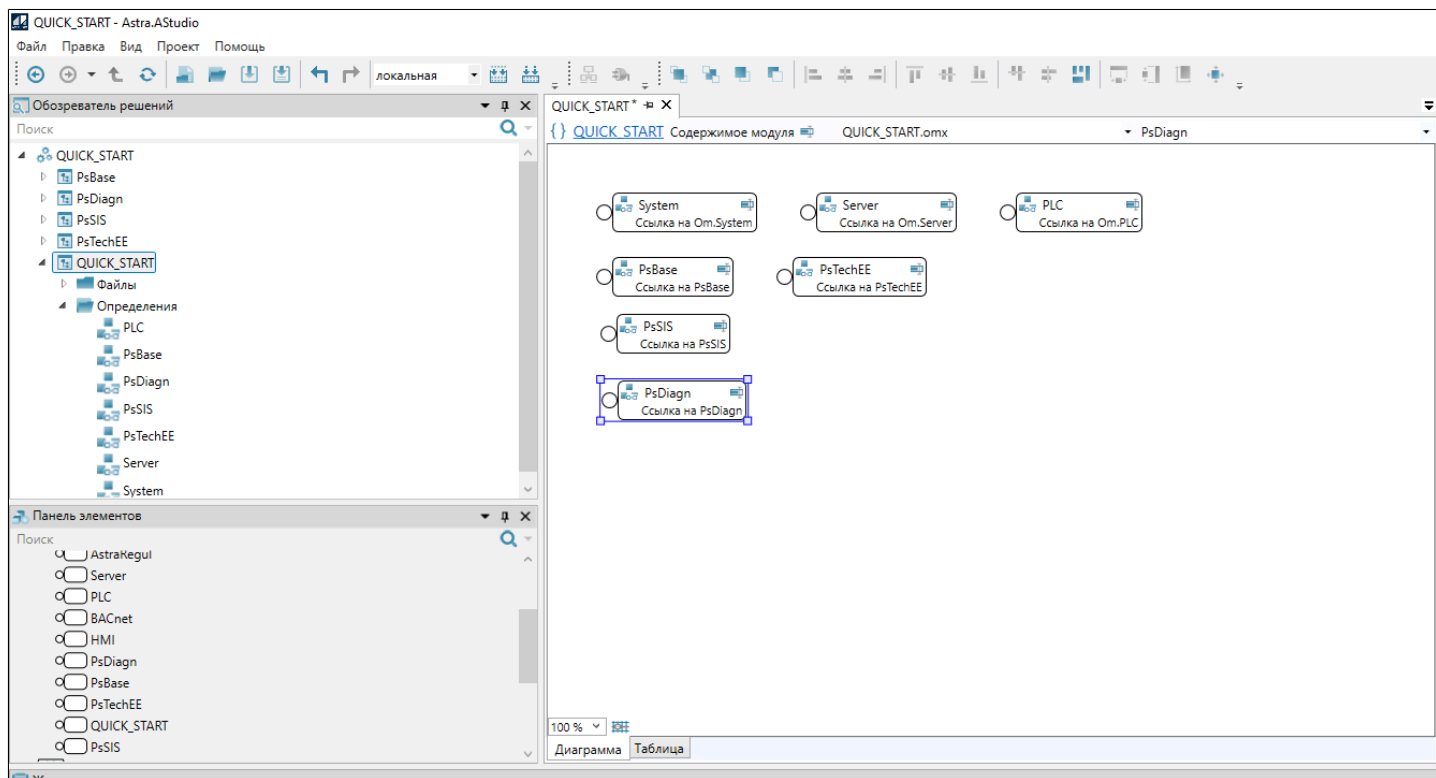 QUICK_START - Astra.AStudio
Файл Правка Вид Проект Помощь
локальная
Обозреватель решений
Поиск
QUICK_START
PsBase
PsDiagn
PsSIS
PsTechEE
QUICK_START
Файлы
Определения
PLC
PsBase
PsDiagn
PsSIS
PsTechEE
Server
System
Панель элементов
Поиск
AstraRegul
Server
PLC
BACnet
HMI
PsDiagn
PsBase
PsTechEE
QUICK_START
PsSIS
QUICK_START*
{} QUICK_START Содержимое модуля QUICK_START.omx PsDiagn
System
Ссылка на Om.System
Server
Ссылка на Om.Server
PLC
Ссылка на Om.PLC
PsBase
Ссылка на PsBase
PsTechEE
Ссылка на PsTechEE
PsSIS
Ссылка на PsSIS
PsDiagn
Ссылка на PsDiagn
100 %
Диаграмма Таблица